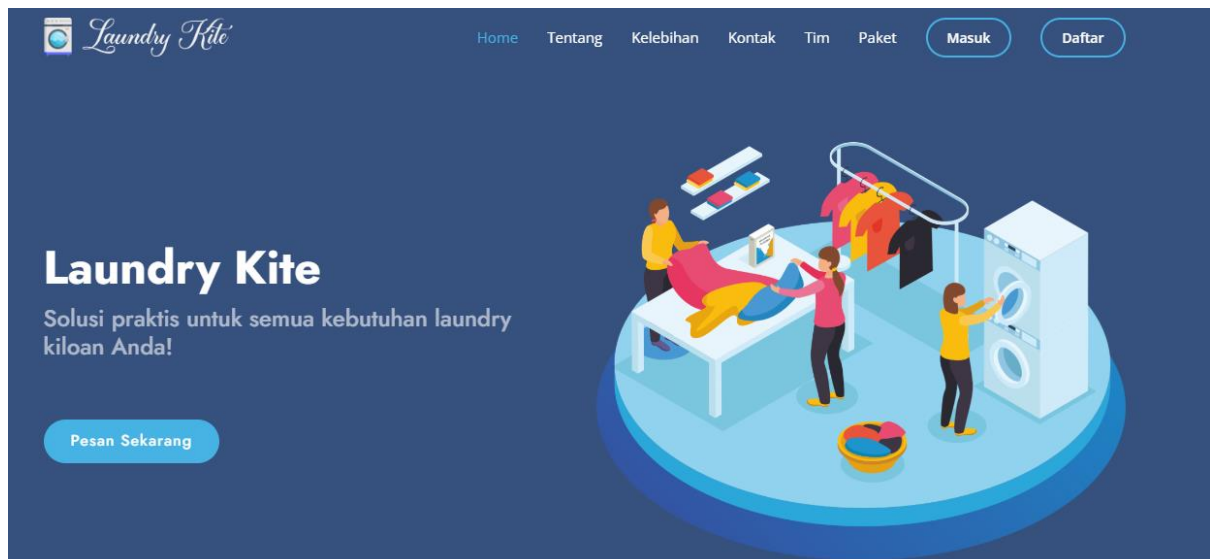 Laundry Kite
Home Tentang Kelebihan Kontak Tim Paket Masuk Daftar
Laundry Kite
Solusi praktis untuk semua kebutuhan laundry
kiloan Anda!
Pesan Sekarang